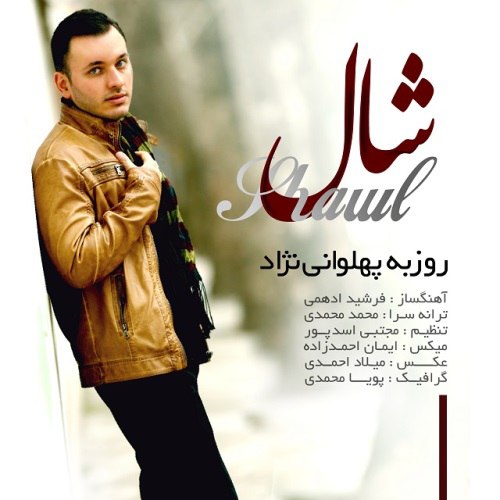 شال
Shawl
روزبه پهلوانی نژاد
آهنگساز : فرشید ادهمی
ترانه سرا : محمد محمدی
تنظیم : مجتبی اسدپور
میکس : ایمان احمدزاده
عکس : میلاد احمدی
گرافیک : پویا محمدی